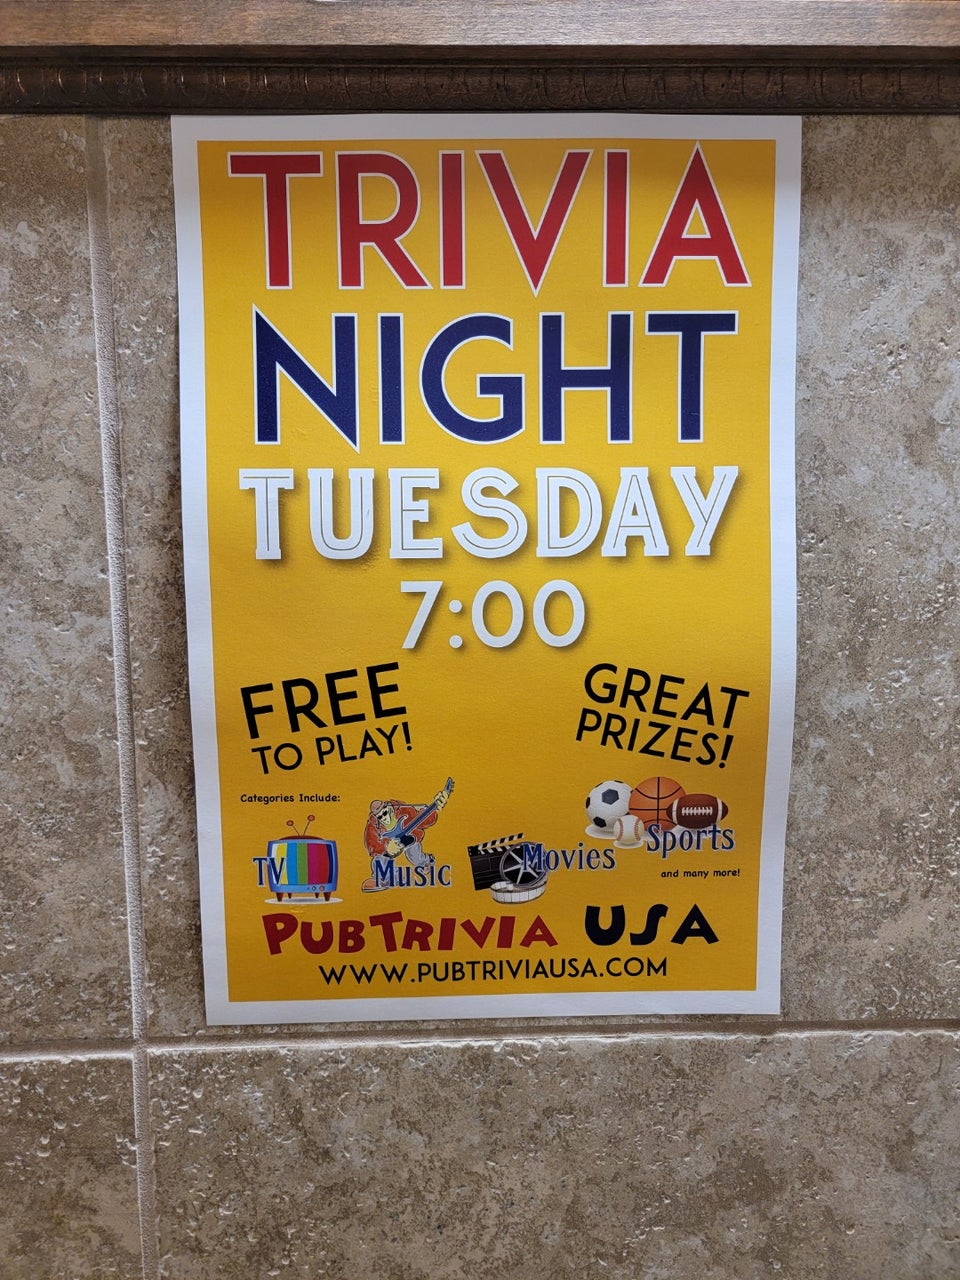 TRIVIA
NIGHT
TUESDAY
7:00
FREE
TO PLAY!
GREAT
PRIZES!
Categories Include:
TV
Music
Movies
Sports
and many more!
PUBTRIVIA USA
WWW.PUBTRIVIAUSA.COM